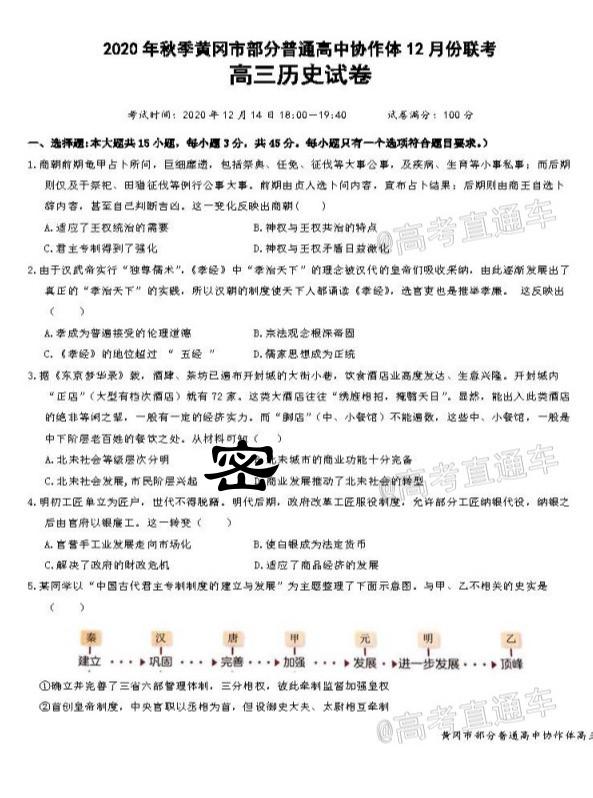 2020年秋季黄冈市部分普通高中协作体12月份联考
高三历史试卷
考试时间：2020年12月14日18:00—19:40 试卷满分：100分
一、选择题:本大题共15小题，每小题3分，共45分。每小题只有一个选项符合题目要求。）
1.商朝前期龟甲占卜所问，巨细靡遗，包括祭典、任免、征伐等大事公事，及疾病、生育等小事私事；而后期
则仅及于祭祀、田猎征伐等例行公事大事。前期由贞人选卜问内容，宣布占卜结果；后期则由商王自选卜
辞内容，甚至自己判断吉凶。这一变化反映出商朝( )
A.适应了王权统治的需要 B.神权与王权共治的特点
C.君主专制得到了强化 D.神权与王权矛盾日益激化
2.由于汉武帝实行“独尊儒术”,《孝经》中“孝治天下”的理念被汉代的皇帝们吸收采纳，由此逐渐发展出了
真正的“孝治天下”的实践，所以汉朝的制度使天下人都诵读《孝经》，选官吏也是推举孝廉。 这反映出
（ ）
A.孝成为普遍接受的伦理道德 B.宗法观念根深蒂固
C.《孝经》的地位超过 “ 五经 ” D.儒家思想成为正统
3.据《东京梦华录》载，酒肆、茶坊已遍布开封城的大街小巷，饮食酒店业高度发达、生意兴隆。开封城内
“正店”（大型有档次酒店）就有72家。这类大酒店往往“绣旆相招，掩翳天日”。显然，能出入此类酒店
的绝非等闲之辈，一般有一定的经济实力。而“脚店”（中、小餐馆）不能遍数，这些中、小餐馆，一般是
中下阶层老百姓的餐饮之处。从材料可知（ ）
A.北宋社会等级层次分明 B.北宋城市的商业功能十分完备
C.北宋社会发展,市民阶层兴起 D.商业发展推动了北宋社会的转型
密
4.明初工匠单立为匠户，世代不得脱籍。明代后期，政府改革工匠服役制度，允许部分工匠纳银代役，纳银之
后由官府以银雇工。这一转变（ ）
A.官营手工业发展走向市场化 B.使白银成为法定货币
C.解决了政府的财政危机 D.适应了商品经济的发展
5.某同学以“中国古代君主专制制度的建立与发展”为主题整理了下面示意图。与甲、乙不相关的史实是
（ ）
秦 汉 唐 甲 元 明 乙
建立 巩固 完善 加强 发展 进一步发展 顶峰
①确立并完善了三省六部管理体制，三分相权，彼此牵制监督加强皇权
②首创皇帝制度，中央官职以丞相为首，但设御史大夫、太尉相互牵制
黄冈市部分普通高中协作体高三
@高考直通车
@高考直通车
@高考直通车